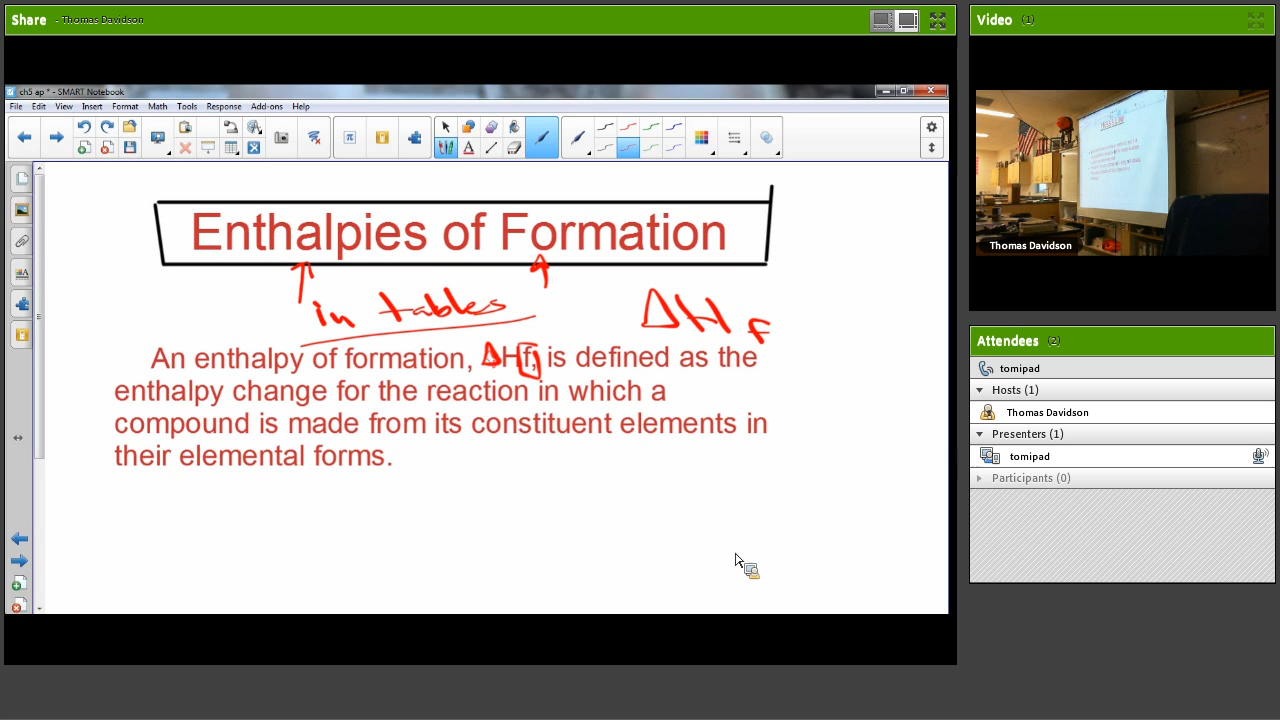 Share - Thomas Davidson
Video (1)
ch5 ap * - SMART Notebook
File Edit View Insert Format Math Tools Response Add-ons Help
Enthalpies of Formation
in tables
ΔHf
An enthalpy of formation, ΔHf, is defined as the
enthalpy change for the reaction in which a
compound is made from its constituent elements in
their elemental forms.
Thomas Davidson
Attendees (2)
tomipad
Hosts (1)
Thomas Davidson
Presenters (1)
tomipad
Participants (0)